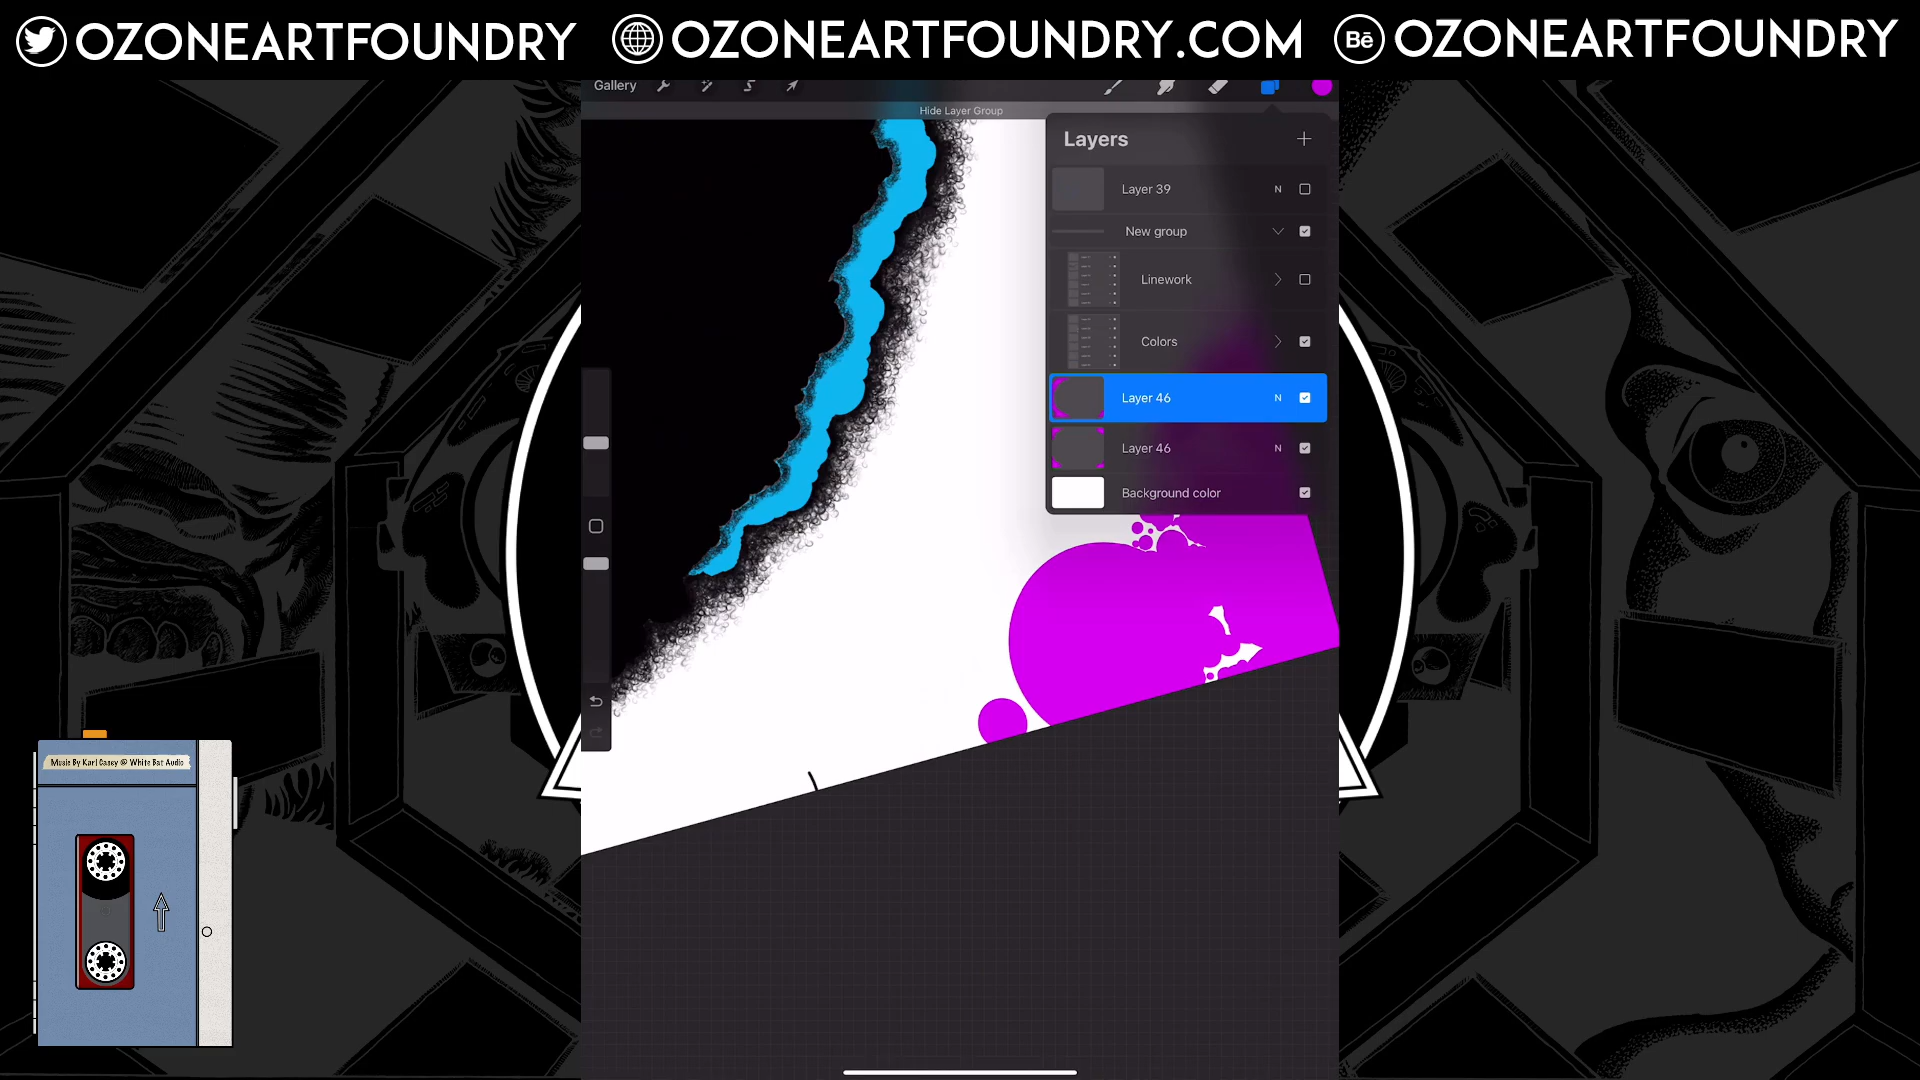 OZONEARTFOUNDRY
OZONEARTFOUNDRY.COM
Bē OZONEARTFOUNDRY
Gallery
Hide Layer Group
Layers
Layer 39 N
New group
Linework
Colors
Layer 46 N
Layer 46 N
Background color
Music By Karl Casey @ White Bat Audio